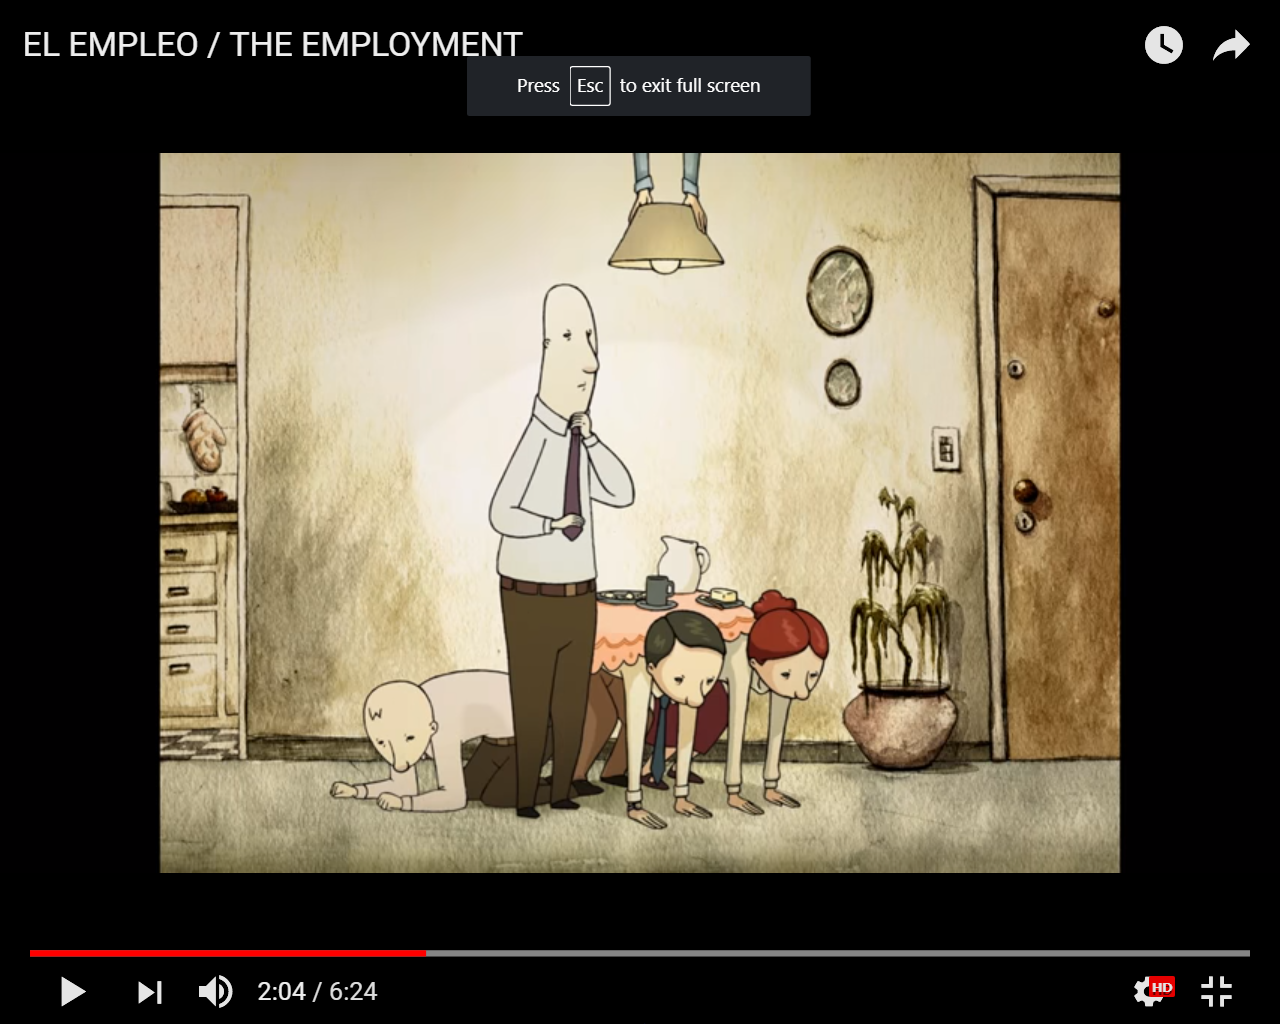 EL EMPLEO / THE EMPLOYMENT
Press Esc to exit full screen
2:04 / 6:24
HD